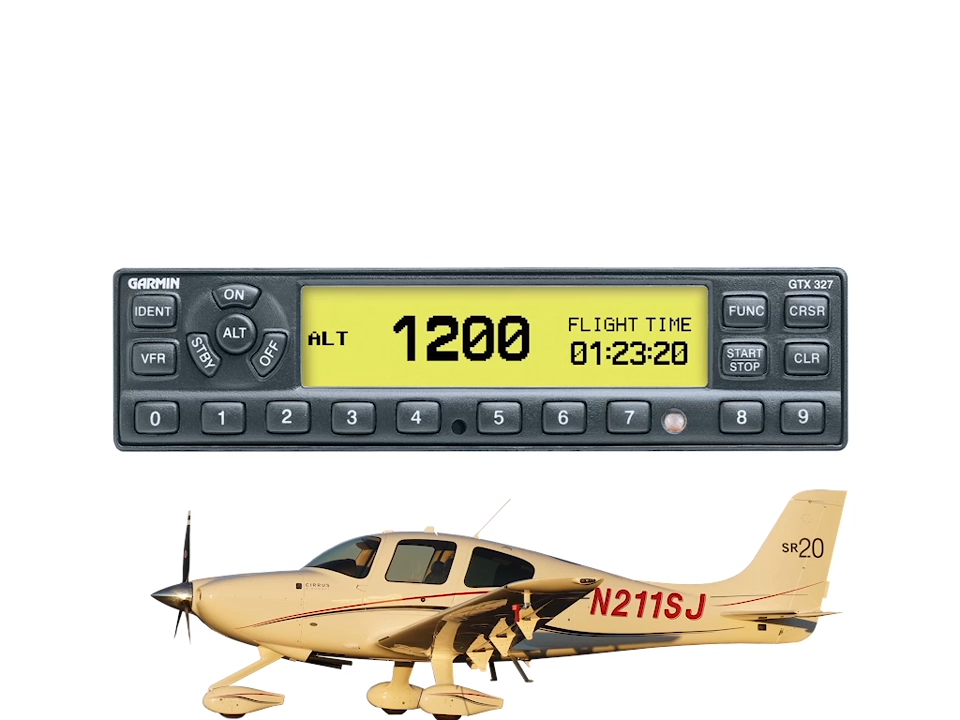 GARMIN
GTX 327
IDENT
ON
ALT
STBY
OFF
VFR
ALT
1200
FLIGHT TIME
01:23:20
FUNC
CRSR
START
STOP
CLR
0 1 2 3 4 5 6 7 8 9
SR20
CIRRUS
N211SJ